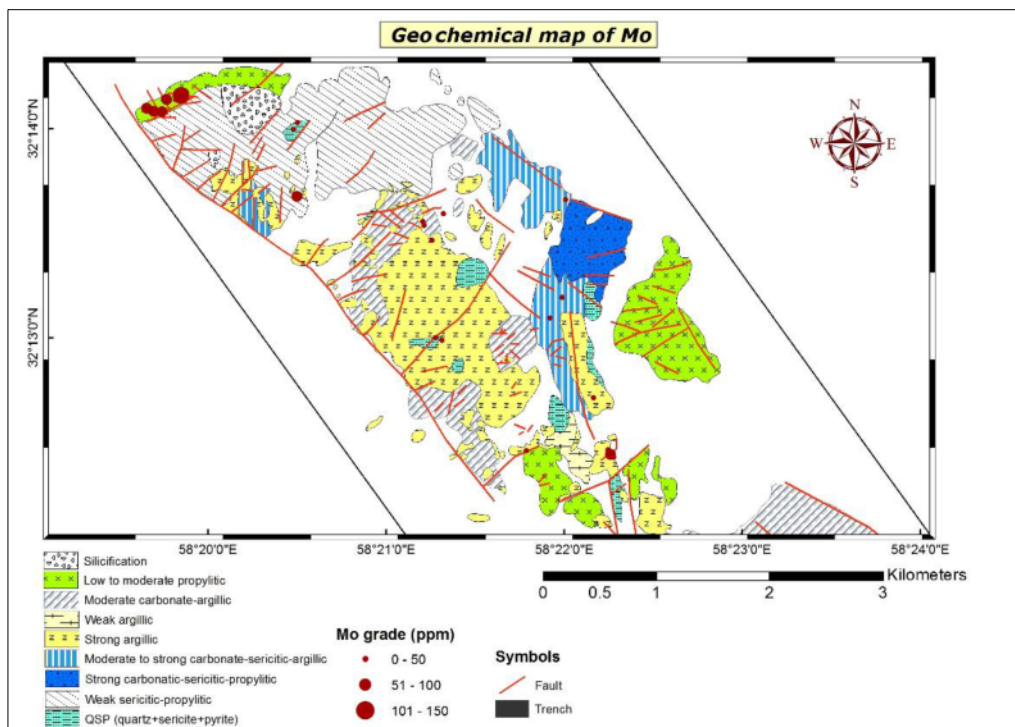 Geochemical map of Mo
32°14'0"N
32°13'0"N
N
W E
S
58°20'0"E 58°21'0"E 58°22'0"E 58°23'0"E 58°24'0"E
Silicification
Low to moderate propylitic
Moderate carbonate-argillic
Weak argillic
Strong argillic
Moderate to strong carbonate-sericitic-argillic
Strong carbonatic-sericitic-propylitic
Weak sericitic-propylitic
QSP (quartz+sericite+pyrite)
Kilometers
0 0.5 1 2 3
Mo grade (ppm)
0 - 50
51 - 100
101 - 150
Symbols
Fault
Trench